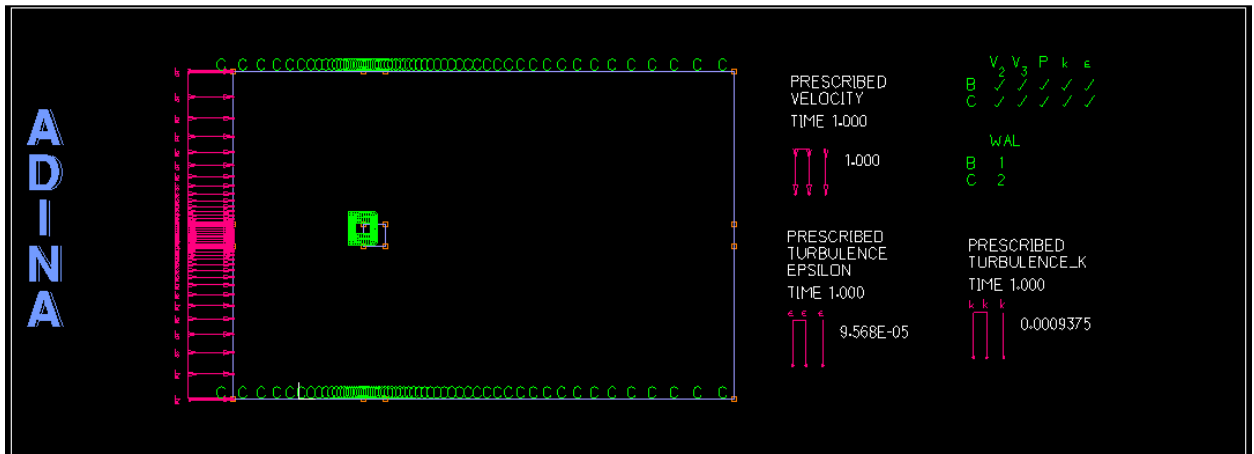 ADINA
C C C C C C C C C C C C C C C C C C C C C C
PRESCRIBED
VELOCITY
TIME 1.000
1.000
V₂ V₃ P k ε
B ✓ ✓ ✓ ✓ ✓
C ✓ ✓ ✓ ✓ ✓
WAL
B 1
C 2
PRESCRIBED
TURBULENCE
EPSILON
TIME 1.000
ε ε ε
9.568E-05
PRESCRIBED
TURBULENCE_K
TIME 1.000
k k k
0.0009375
C C C C C C C C C C C C C C C C C C C C C C